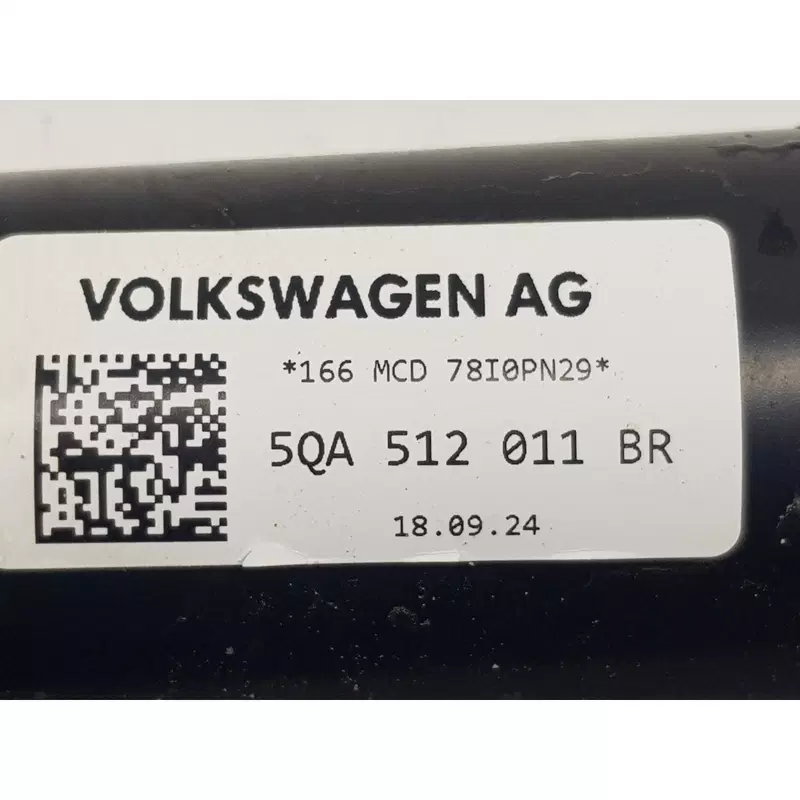 VOLKSWAGEN AG
*166 MCD 78I0PN29*
5QA 512 011 BR
18.09.24